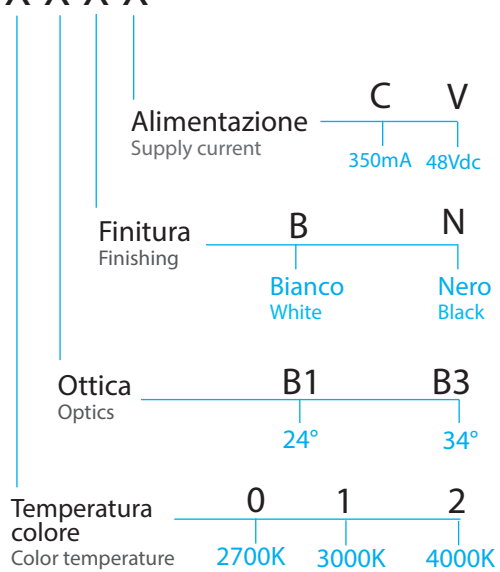 X X X X
C V
Alimentazione
Supply current
350mA 48Vdc
B N
Finitura
Finishing
Bianco Nero
White Black
B1 B3
Ottica
Optics
24° 34°
0 1 2
Temperatura
colore
Color temperature
2700K 3000K 4000K